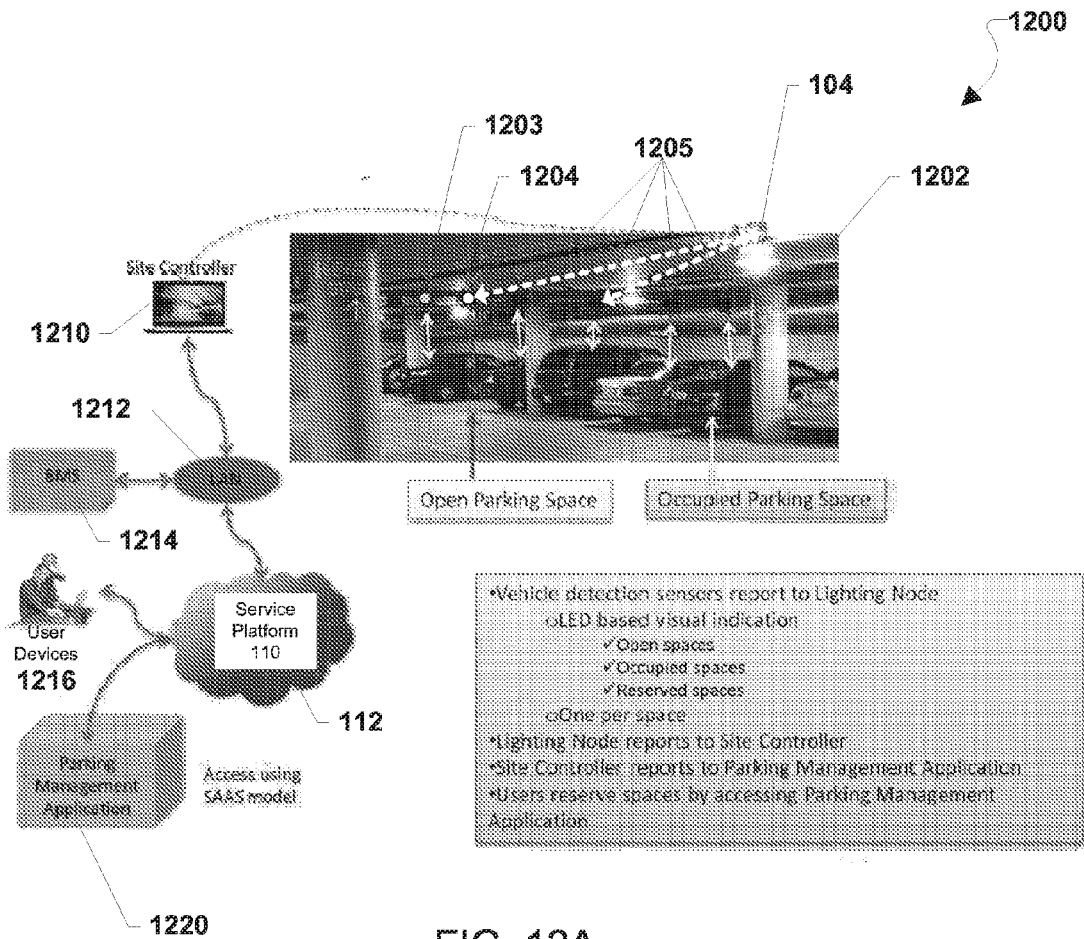 1200
104
1203
1205
1204
1202
Site Controller
1210
1212
BMS
LAN
Open Parking Space
Occupied Parking Space
1214
•Vehicle detection sensors report to Lighting Node
oLED based visual indication
✓Open spaces
✓Occupied spaces
✓Reserved spaces
oOne per space
•Lighting Node reports to Site Controller
•Site Controller reports to Parking Management Application
•Users reserve spaces by accessing Parking Management
Application
Service
Platform
110
User
Devices
1216
112
Parking
Management
Application
Access using
SAAS model
1220
FIG. 12A